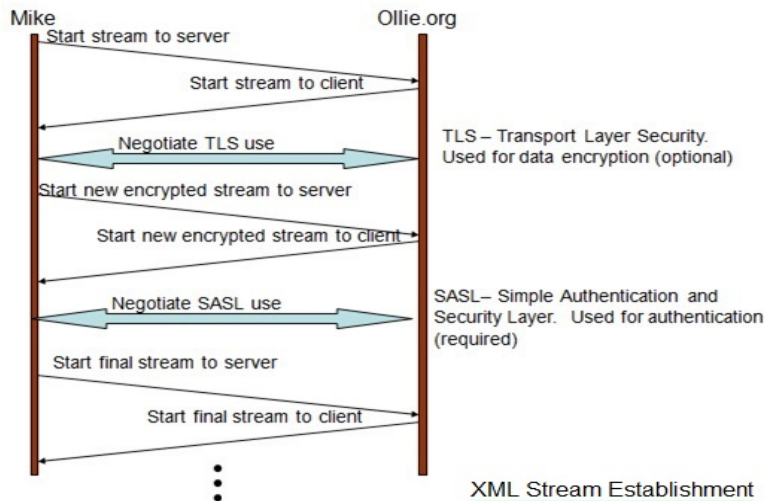 Mike
Ollie.org
Start stream to server
Start stream to client
Negotiate TLS use
TLS – Transport Layer Security.
Used for data encryption (optional)
Start new encrypted stream to server
Start new encrypted stream to client
Negotiate SASL use
SASL– Simple Authentication and
Security Layer. Used for authentication
(required)
Start final stream to server
Start final stream to client
XML Stream Establishment